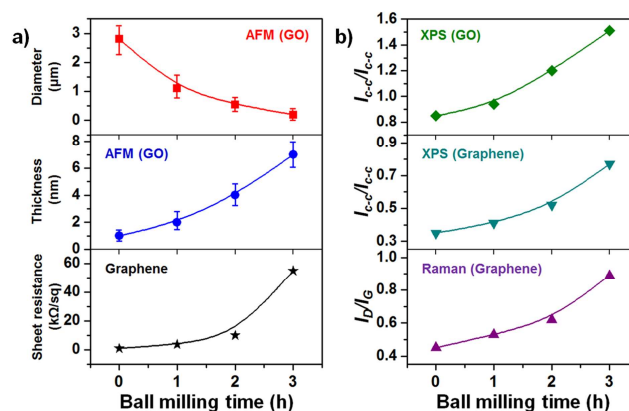 a)
AFM (GO)
Diameter
(μm)
3
2
1
0
AFM (GO)
Thickness
nm)
8
6
4
2
0
Graphene
Sheet resistance
(kΩ/sq)
60
40
20
0
0 1 2 3
Ball milling time (h)
b)
XPS (GO)
I_C-C/I_C-C
1.6
1.4
1.2
1.0
0.8
XPS (Graphene)
I_C-C/I_C-C
0.9
0.7
0.5
0.3
Raman (Graphene)
I_D/I_G
1.0
0.8
0.6
0.4
0 1 2 3
Ball milling time (h)